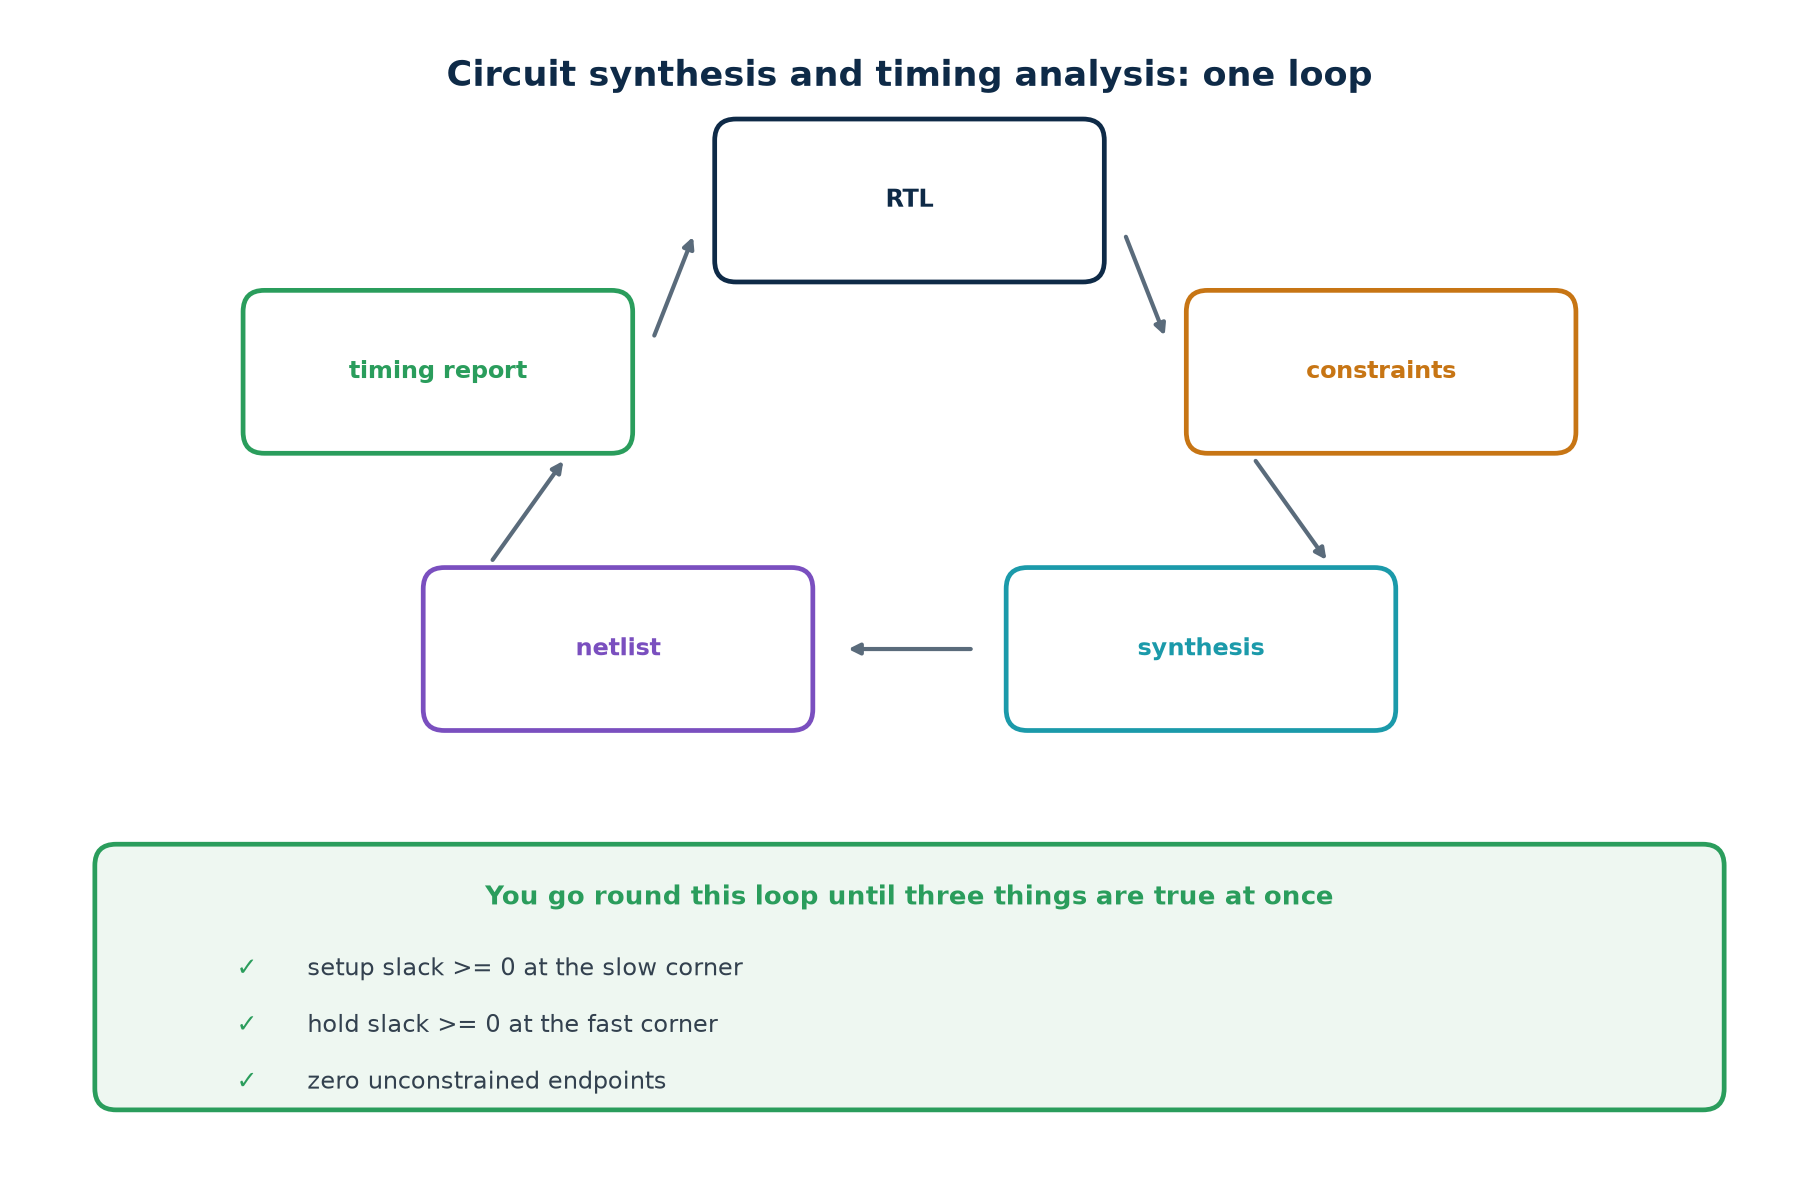 Circuit synthesis and timing analysis: one loop
RTL
timing report
constraints
netlist
synthesis
You go round this loop until three things are true at once
✓ setup slack >= 0 at the slow corner
✓ hold slack >= 0 at the fast corner
✓ zero unconstrained endpoints